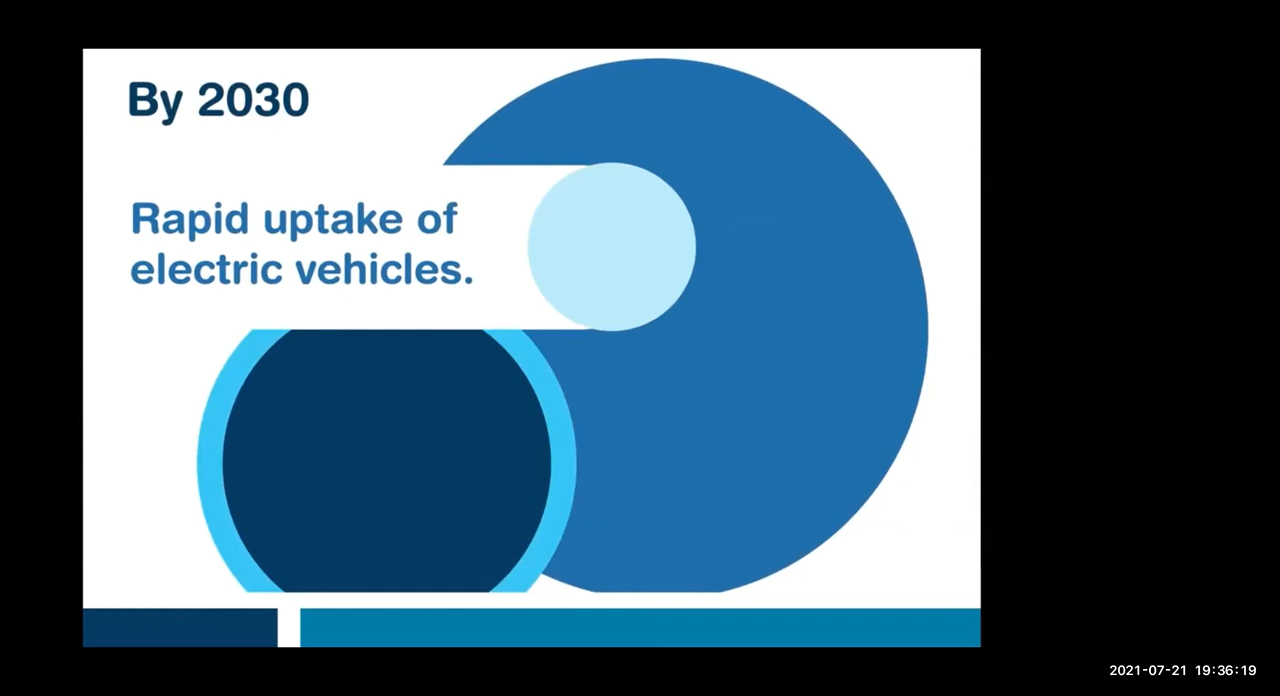 By 2030
Rapid uptake of
electric vehicles.
2021-07-21 19:36:19